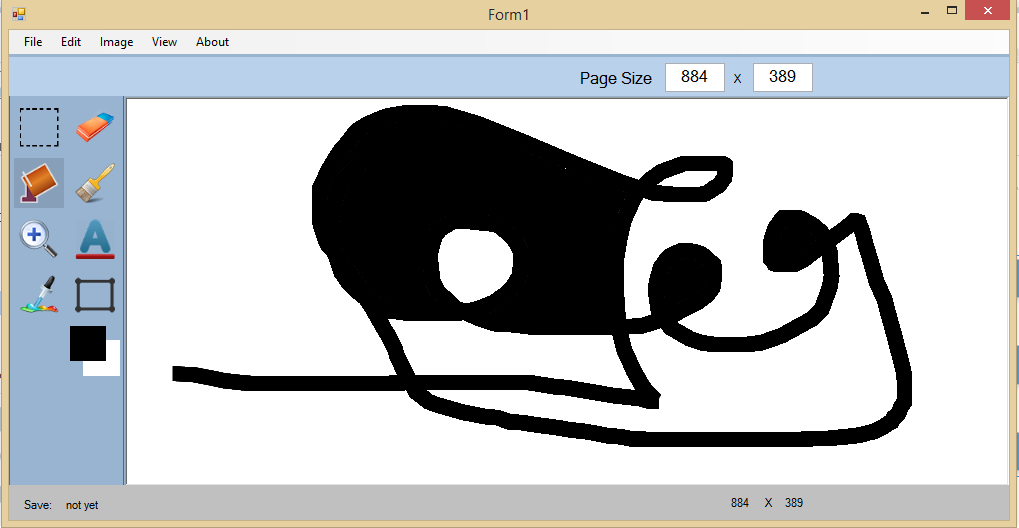 Form1
File Edit Image View About
Page Size 884 X 389
A
Save: not yet 884 X 389